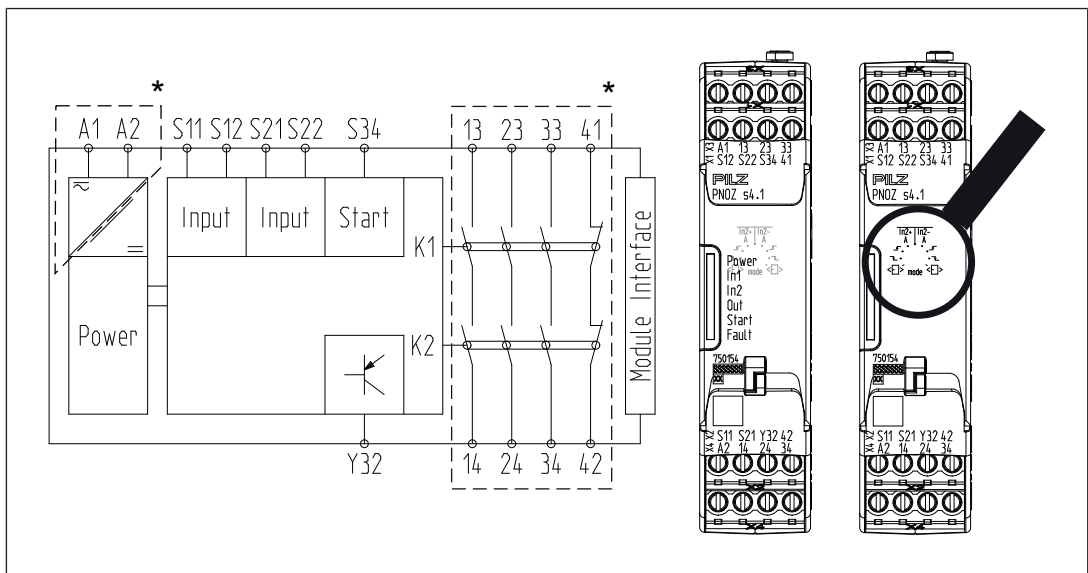 * *
A1 A2 S11 S12 S21 S22 S34 13 23 33 41
Input Input Start
K1
Power
K2
Module Interface
Y32 14 24 34 42
X3 A1 13 23 33
X1 S12 S22 S34 41
PILZ
PNOZ s4.1
In2+ In2-
A A
Power
In1
mode
In2
Out
Start
Fault
750154
X2 S11 S21 Y32 42
X4 A2 14 24 34
X4
X3 A1 13 23 33
X1 S12 S22 S34 41
PILZ
PNOZ s4.1
In2+ In2-
A A
mode
750154
X2 S11 S21 Y32 42
X4 A2 14 24 34
X4